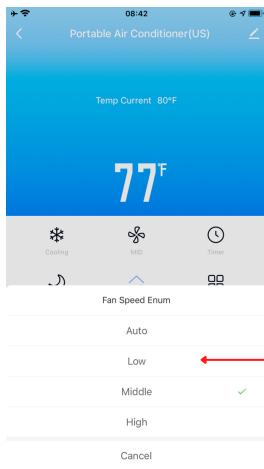 08:42
Portable Air Conditioner(US)
Temp Current 80°F
77°F
Cooling MID Timer
Fan Speed Enum
Auto
Low
Middle
High
Cancel